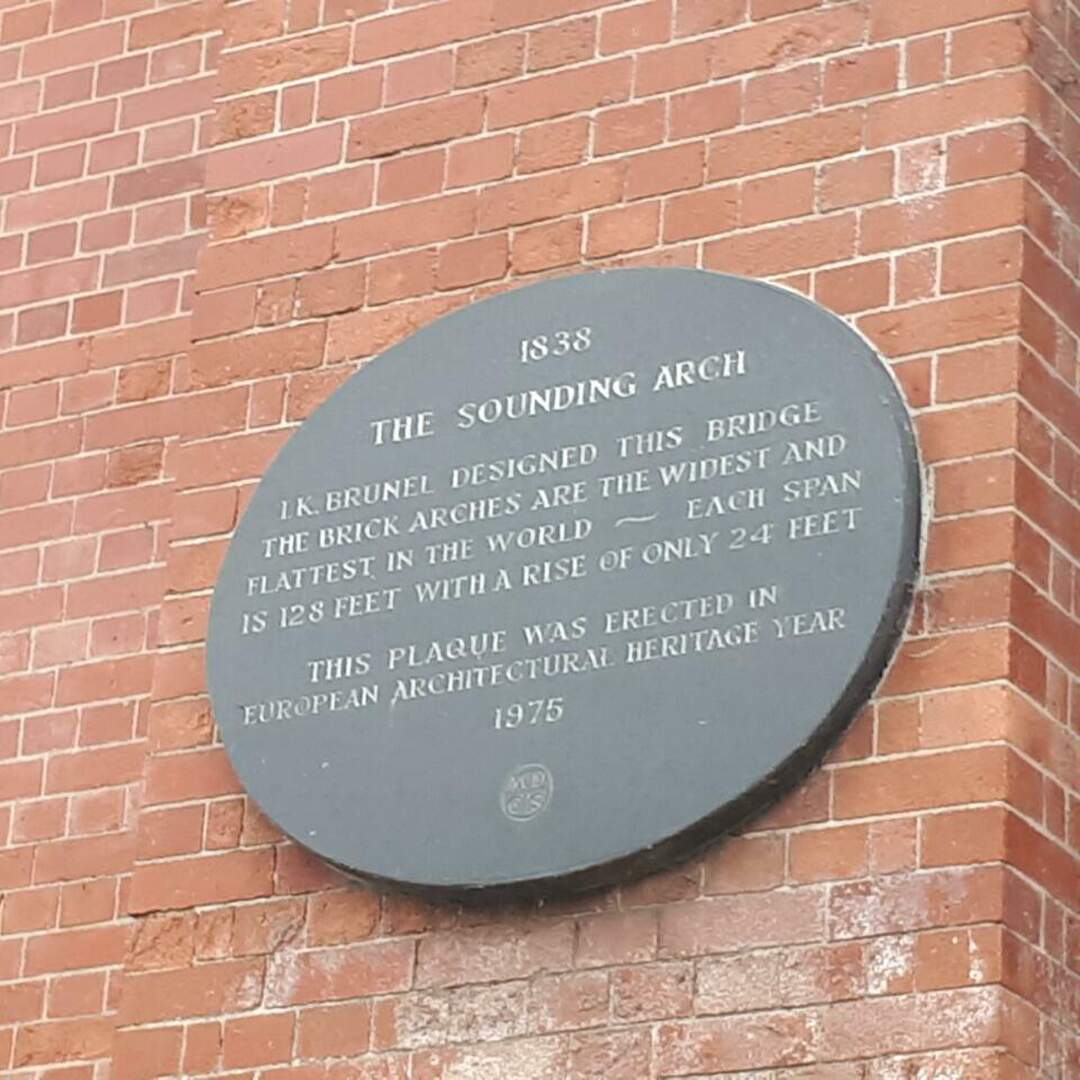 1838
THE SOUNDING ARCH
I.K. BRUNEL DESIGNED THIS BRIDGE
THE BRICK ARCHES ARE THE WIDEST AND
FLATTEST IN THE WORLD ~ EACH SPAN
IS 128 FEET WITH A RISE OF ONLY 24 FEET
THIS PLAQUE WAS ERECTED IN
EUROPEAN ARCHITECTURAL HERITAGE YEAR
1975